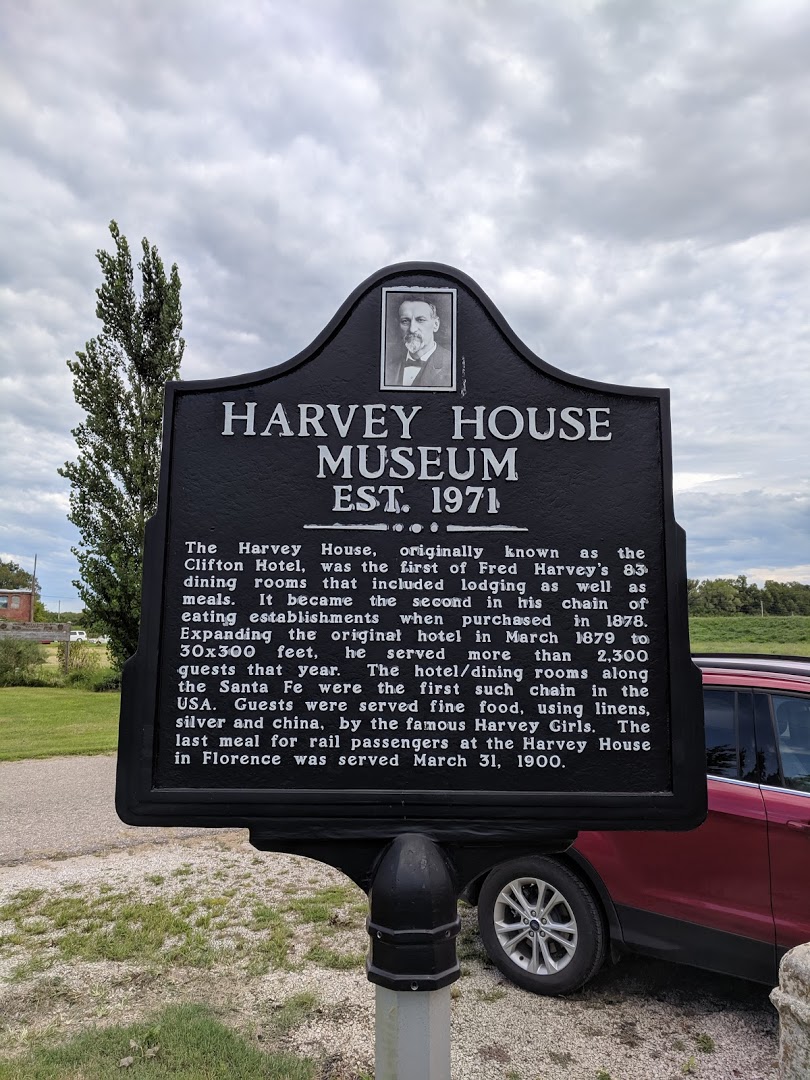 HARVEY HOUSE
MUSEUM
EST. 1971
The Harvey House, originally known as the
Clifton Hotel, was the first of Fred Harvey's 83
dining rooms that included lodging as well as
meals. It became the second in his chain of
eating establishments when purchased in 1878.
Expanding the original hotel in March 1879 to
30x300 feet, he served more than 2,300
guests that year. The hotel/dining rooms along
the Santa Fe were the first such chain in the
USA. Guests were served fine food, using linens,
silver and china, by the famous Harvey Girls. The
last meal for rail passengers at the Harvey House
in Florence was served March 31, 1900.